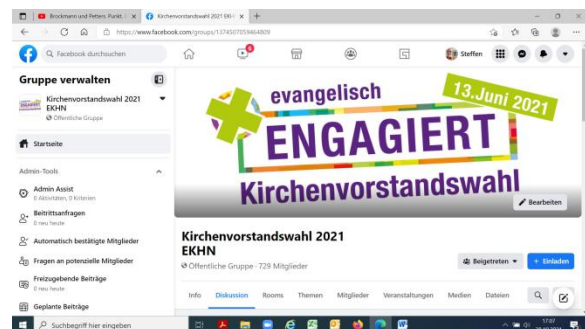 Brockmann und Petters. Punkt.
Kirchenvorstandswahl 2021 EKH
https://www.facebook.com/groups/1374507059464809
Facebook durchsuchen
6
Steffen
Gruppe verwalten
Kirchenvorstandswahl 2021
EKHN
Öffentliche Gruppe
Startseite
Admin-Tools
Admin Assist
0 Aktivitäten, 0 Kriterien
Beitrittsanfragen
0 neu heute
Automatisch bestätigte Mitglieder
Fragen an potenzielle Mitglieder
Freizugebende Beiträge
0 neu heute
Geplante Beiträge
evangelisch
13.Juni 2021
ENGAGIERT
Kirchenvorstandswahl
Bearbeiten
Kirchenvorstandswahl 2021
EKHN
Öffentliche Gruppe · 729 Mitglieder
Beigetreten
+ Einladen
Info Diskussion Rooms Themen Mitglieder Veranstaltungen Medien Dateien
Suchbegriff hier eingeben
17:07